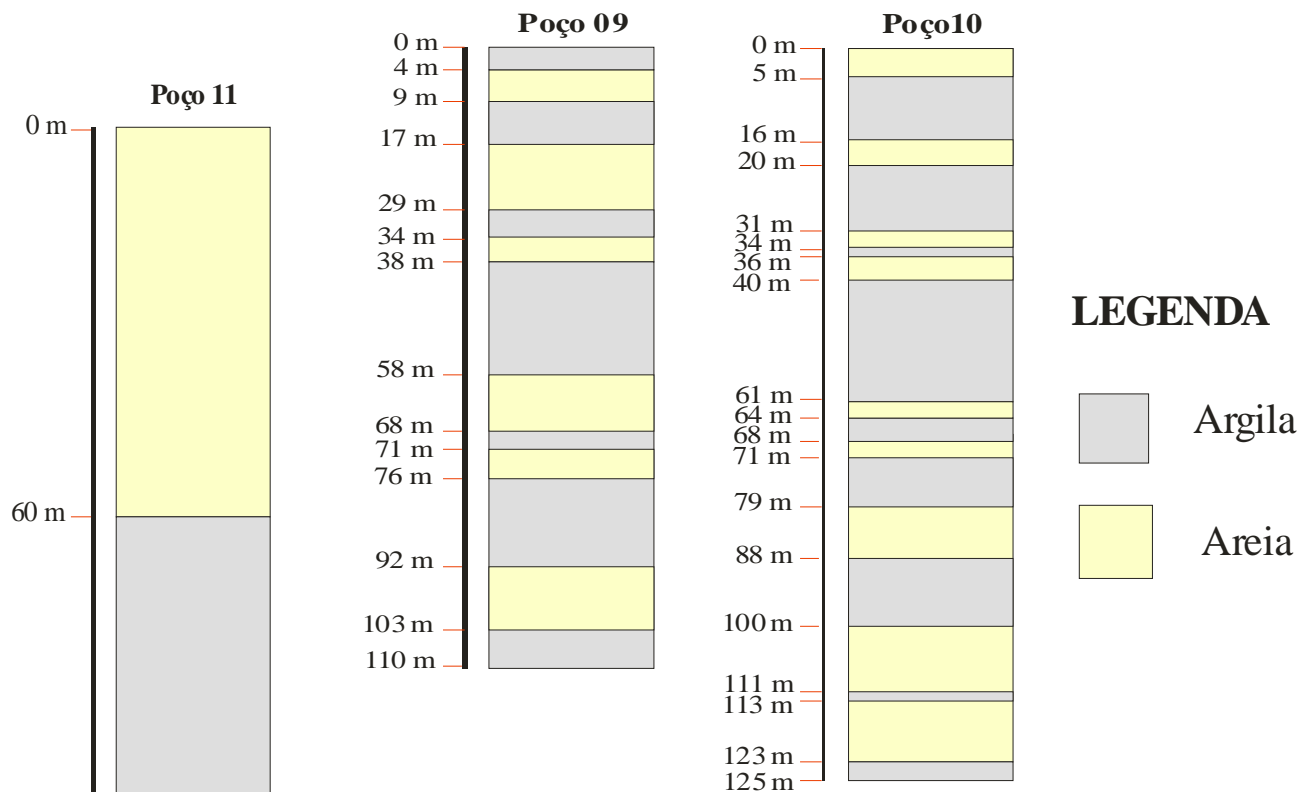 Poço 11
0 m
60 m
Poço 09
0 m
4 m
9 m
17 m
29 m
34 m
38 m
58 m
68 m
71 m
76 m
92 m
103 m
110 m
Poço10
0 m
5 m
16 m
20 m
31 m
34 m
36 m
40 m
61 m
64 m
68 m
71 m
79 m
88 m
100 m
111 m
113 m
123 m
125 m
LEGENDA
Argila
Areia